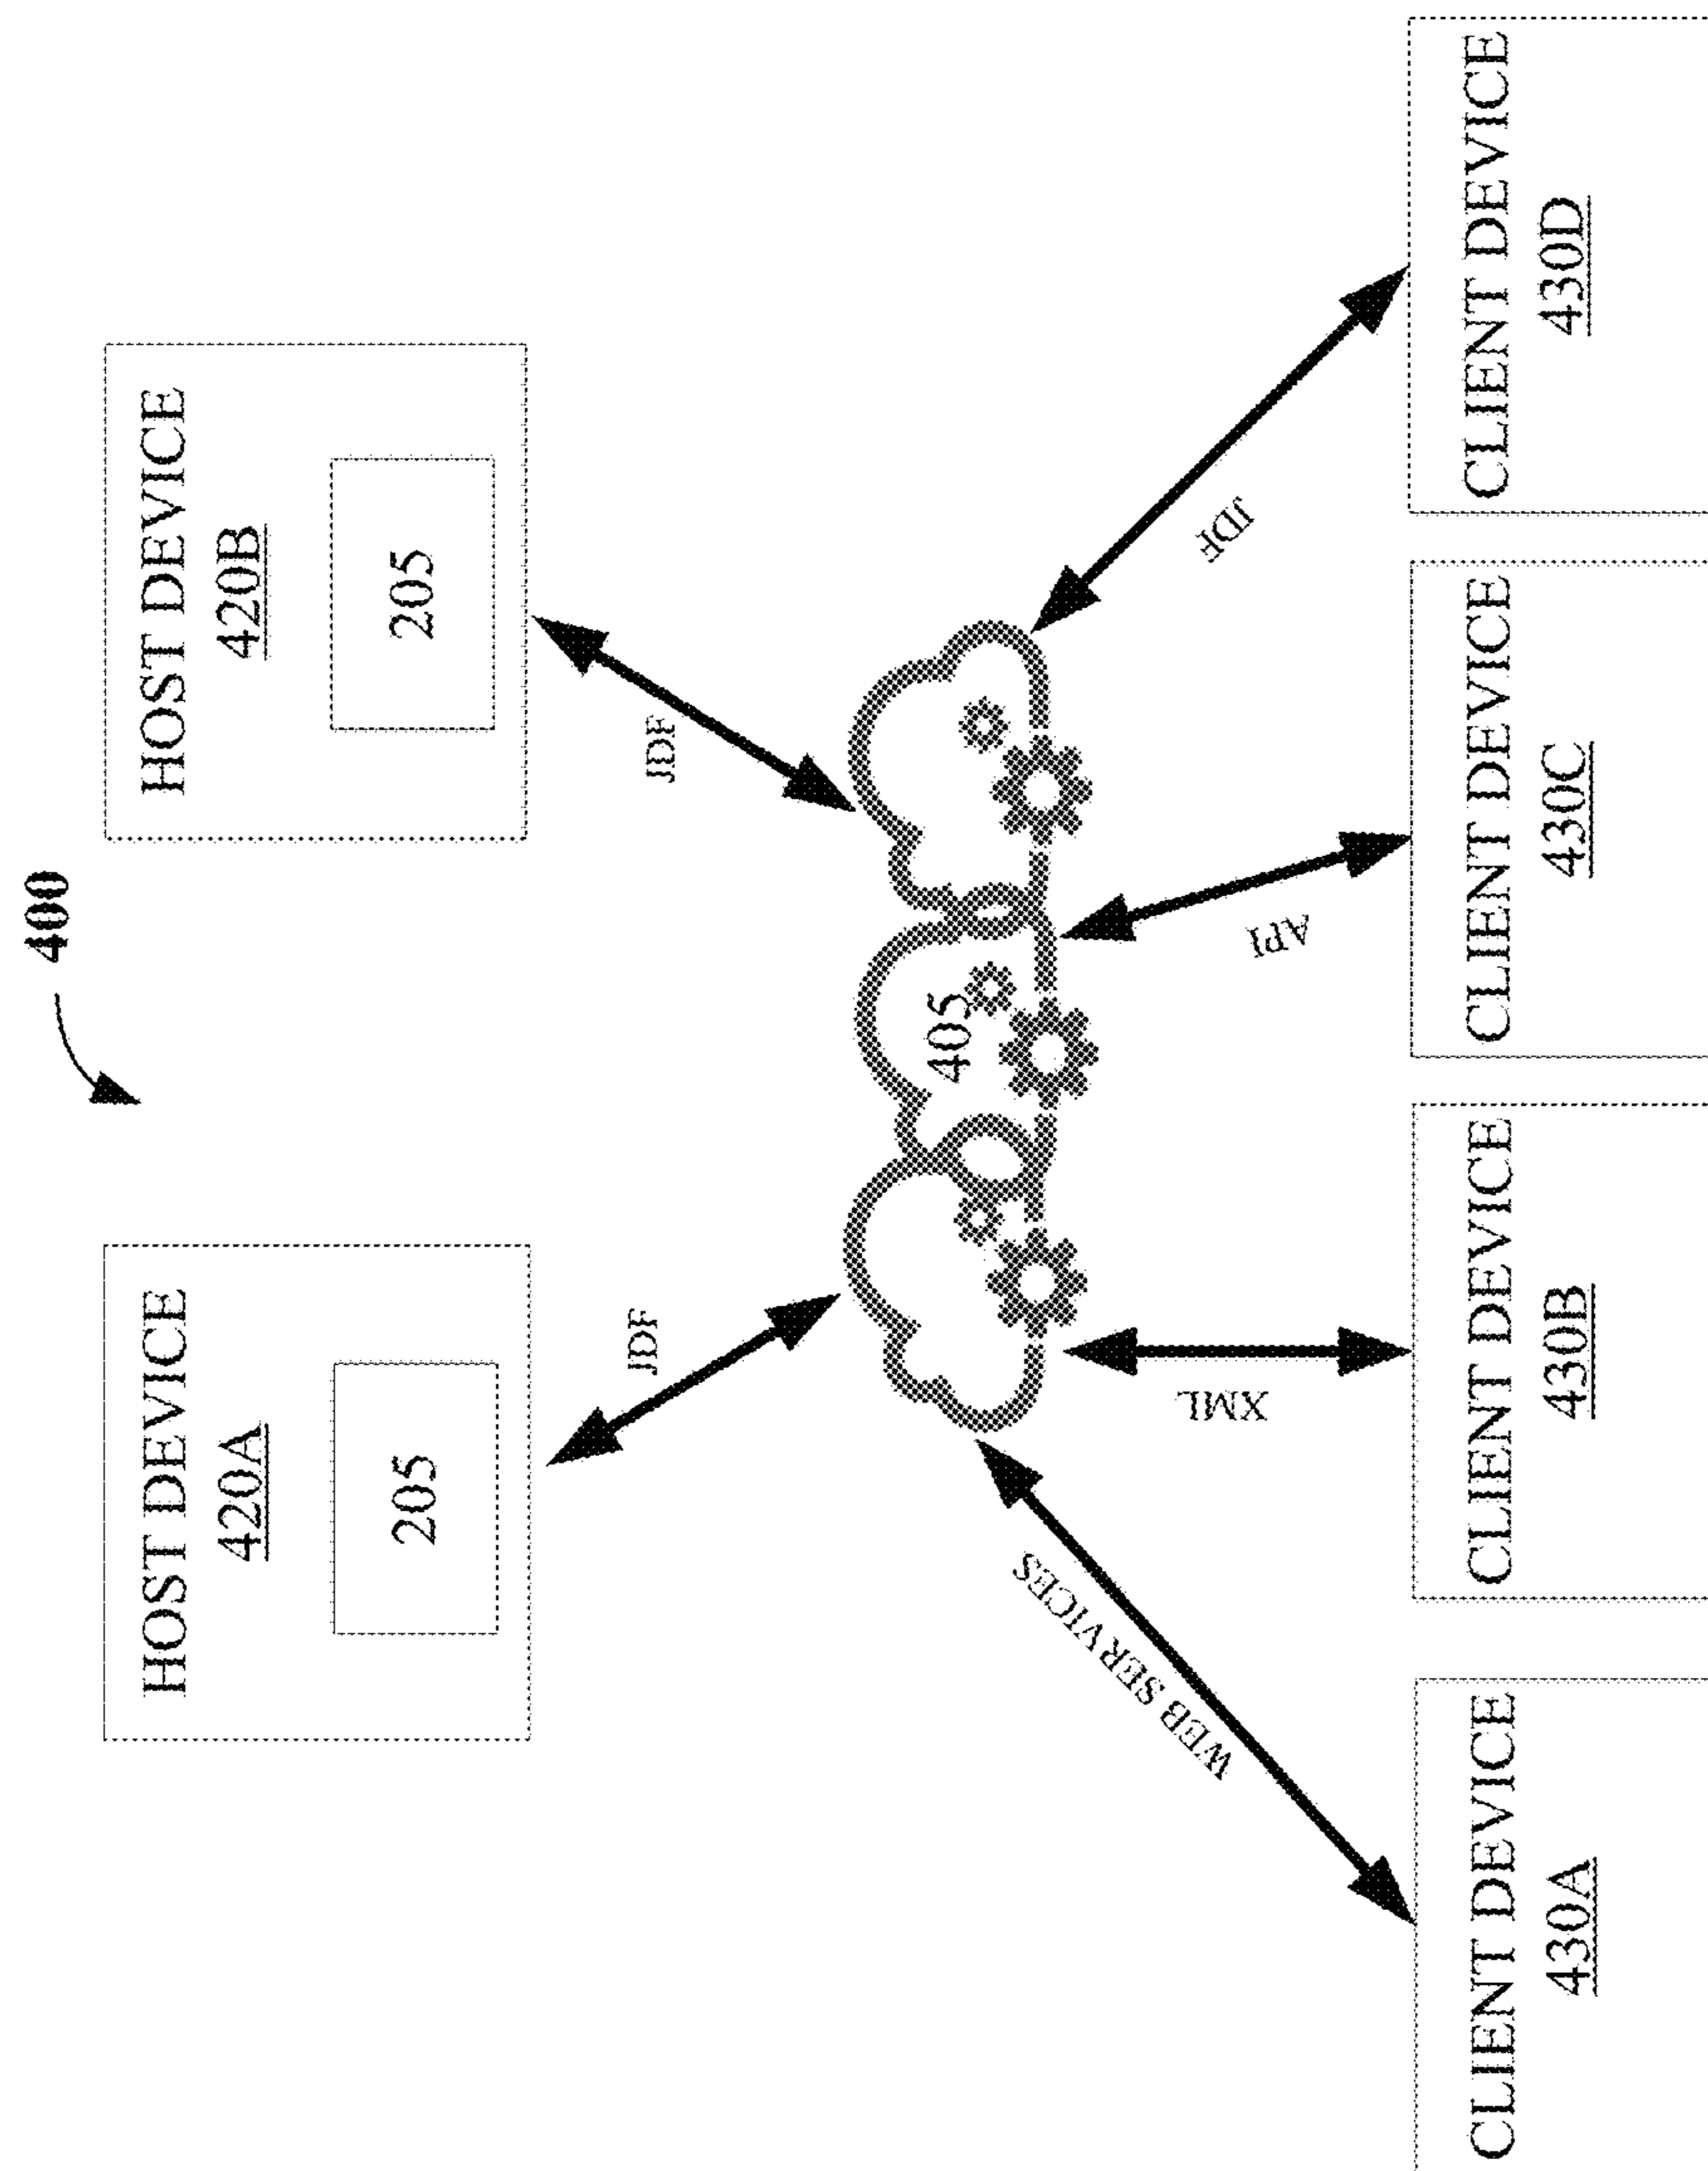 400
HOST DEVICE
420A
205
HOST DEVICE
420B
205
JDF
JDF
405
WEB SERVICES
XML
API
JDF
CLIENT DEVICE
430A
CLIENT DEVICE
430B
CLIENT DEVICE
430C
CLIENT DEVICE
430D